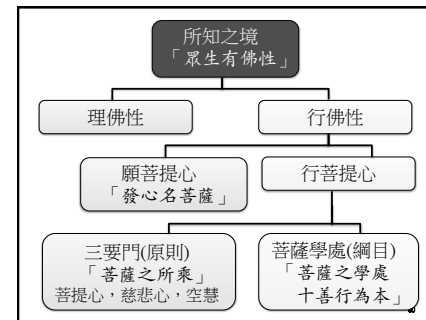 所知之境
「眾生有佛性」
理佛性
行佛性
願菩提心
「發心名菩薩」
行菩提心
三要門(原則)
「菩薩之所乘」
菩提心，慈悲心，空慧
菩薩學處(綱目)
「菩薩之學處
十善行為本」